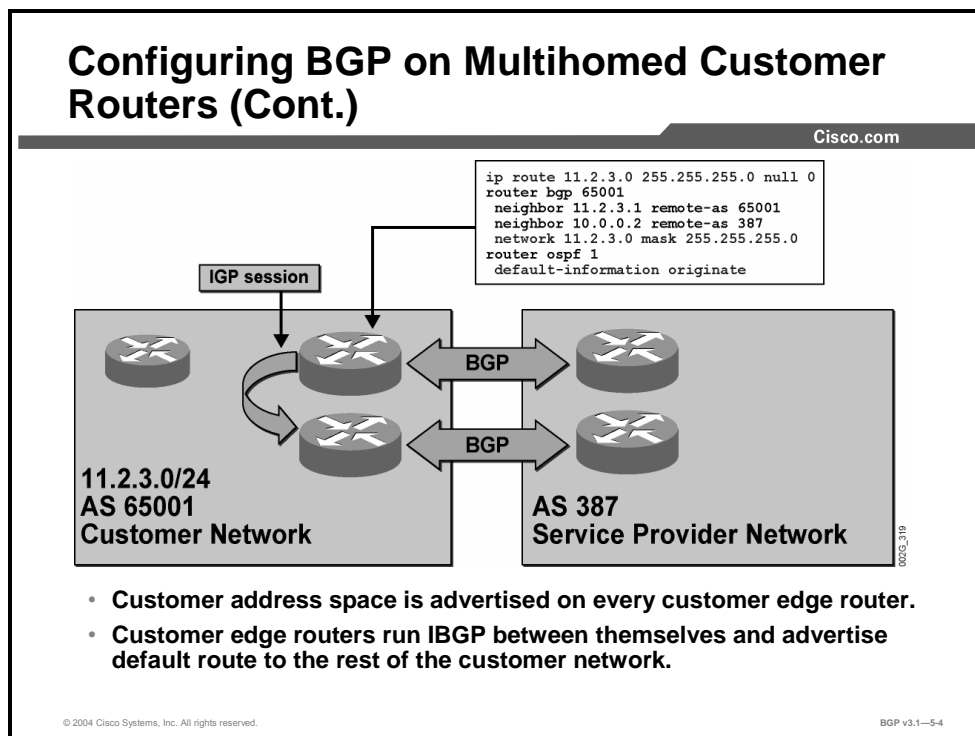 Configuring BGP on Multihomed Customer
Routers (Cont.)
Cisco.com
ip route 11.2.3.0 255.255.255.0 null 0
router bgp 65001
neighbor 11.2.3.1 remote-as 65001
neighbor 10.0.0.2 remote-as 387
network 11.2.3.0 mask 255.255.255.0
router ospf 1
default-information originate
IGP session
BGP
BGP
11.2.3.0/24
AS 65001
Customer Network
AS 387
Service Provider Network
002G_319
• Customer address space is advertised on every customer edge router.
• Customer edge routers run IBGP between themselves and advertise
default route to the rest of the customer network.
© 2004 Cisco Systems, Inc. All rights reserved.
BGP v3.1—5-4